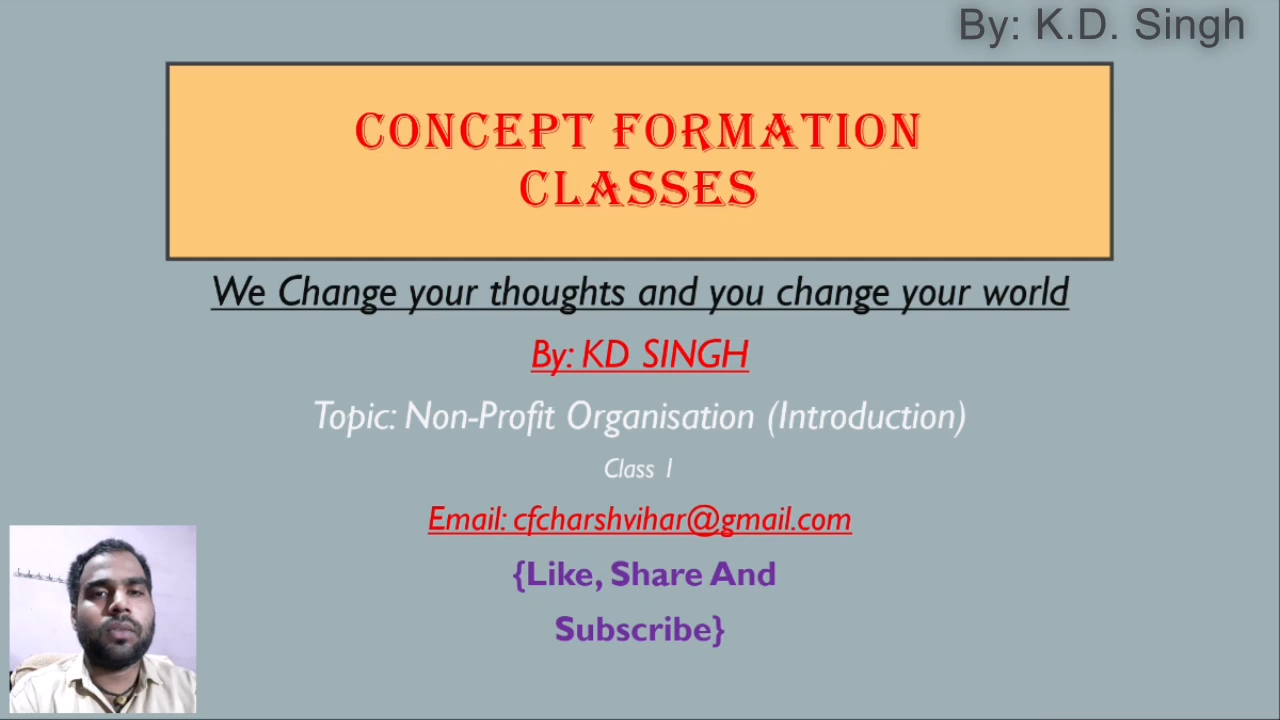 By: K.D. Singh
CONCEPT FORMATION
CLASSES
We Change your thoughts and you change your world
By: KD SINGH
Topic: Non-Profit Organisation (Introduction)
Class 1
Email: cfcharshvihar@gmail.com
{Like, Share And
Subscribe}